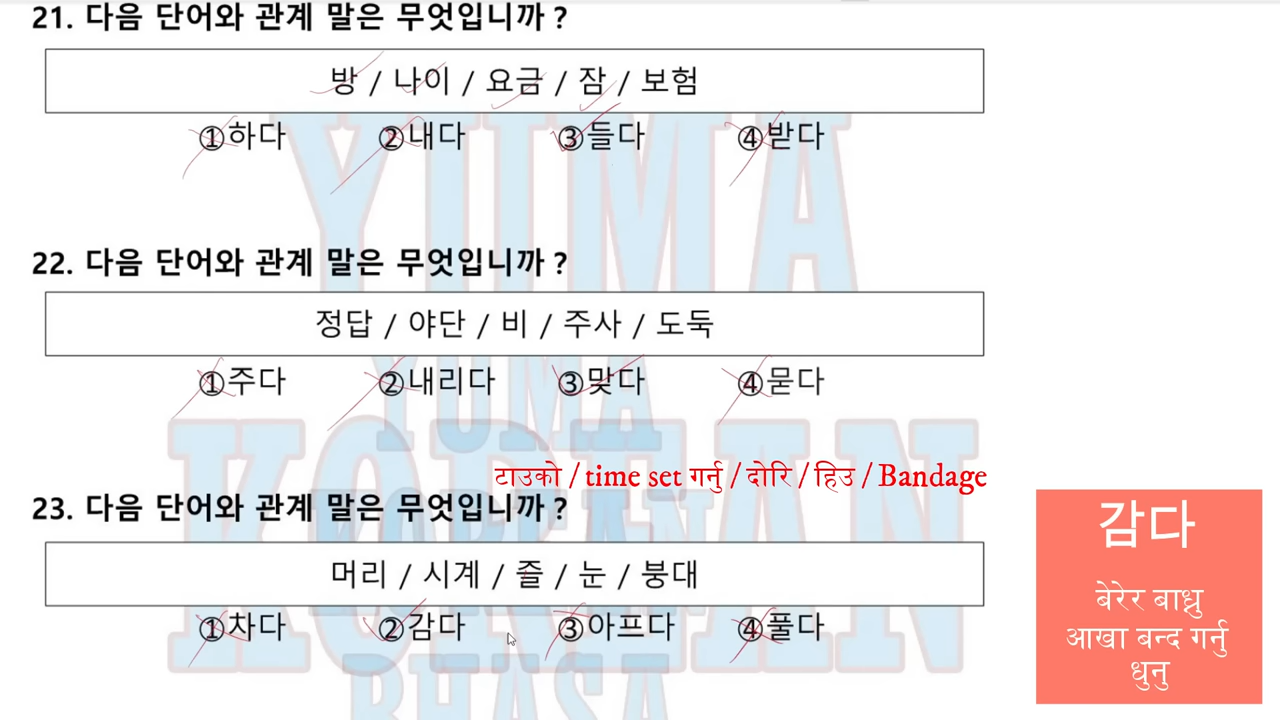 21. 다음 단어와 관계 말은 무엇입니까 ?
방 / 나이 / 요금 / 잠 / 보험
①하다 ②내다 ③들다 ④받다
22. 다음 단어와 관계 말은 무엇입니까 ?
정답 / 야단 / 비 / 주사 / 도둑
①주다 ②내리다 ③맞다 ④묻다
टाउको / time set गर्नु / दोरि / हिउ / Bandage
23. 다음 단어와 관계 말은 무엇입니까 ?
머리 / 시계 / 줄 / 눈 / 붕대
①차다 ②감다 ③아프다 ④풀다
감다
बेरेर बाध्नु
आखा बन्द गर्नु
धुनु
YUMA
YUMA
KOREAN
KOREAN
BHASA